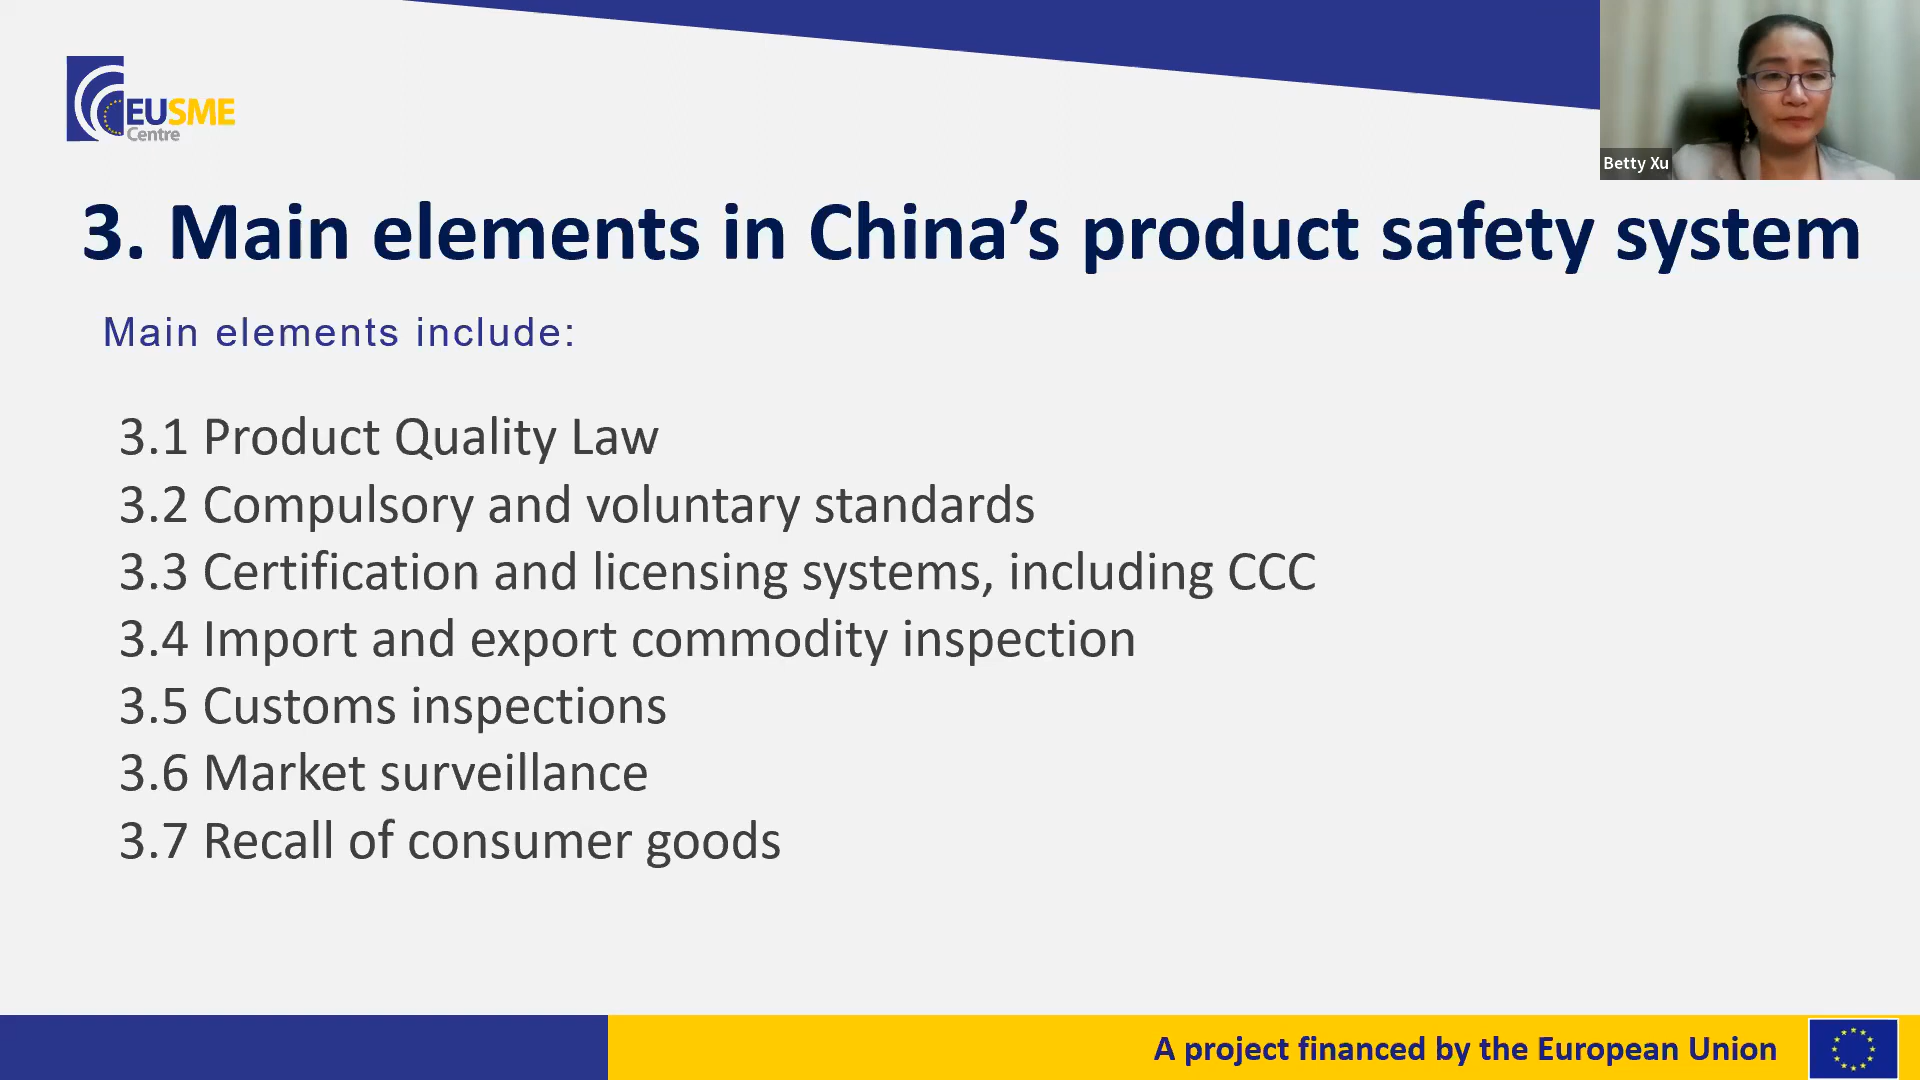 EUSME
Centre
Betty Xu
3. Main elements in China’s product safety system
Main elements include:
3.1 Product Quality Law
3.2 Compulsory and voluntary standards
3.3 Certification and licensing systems, including CCC
3.4 Import and export commodity inspection
3.5 Customs inspections
3.6 Market surveillance
3.7 Recall of consumer goods
A project financed by the European Union